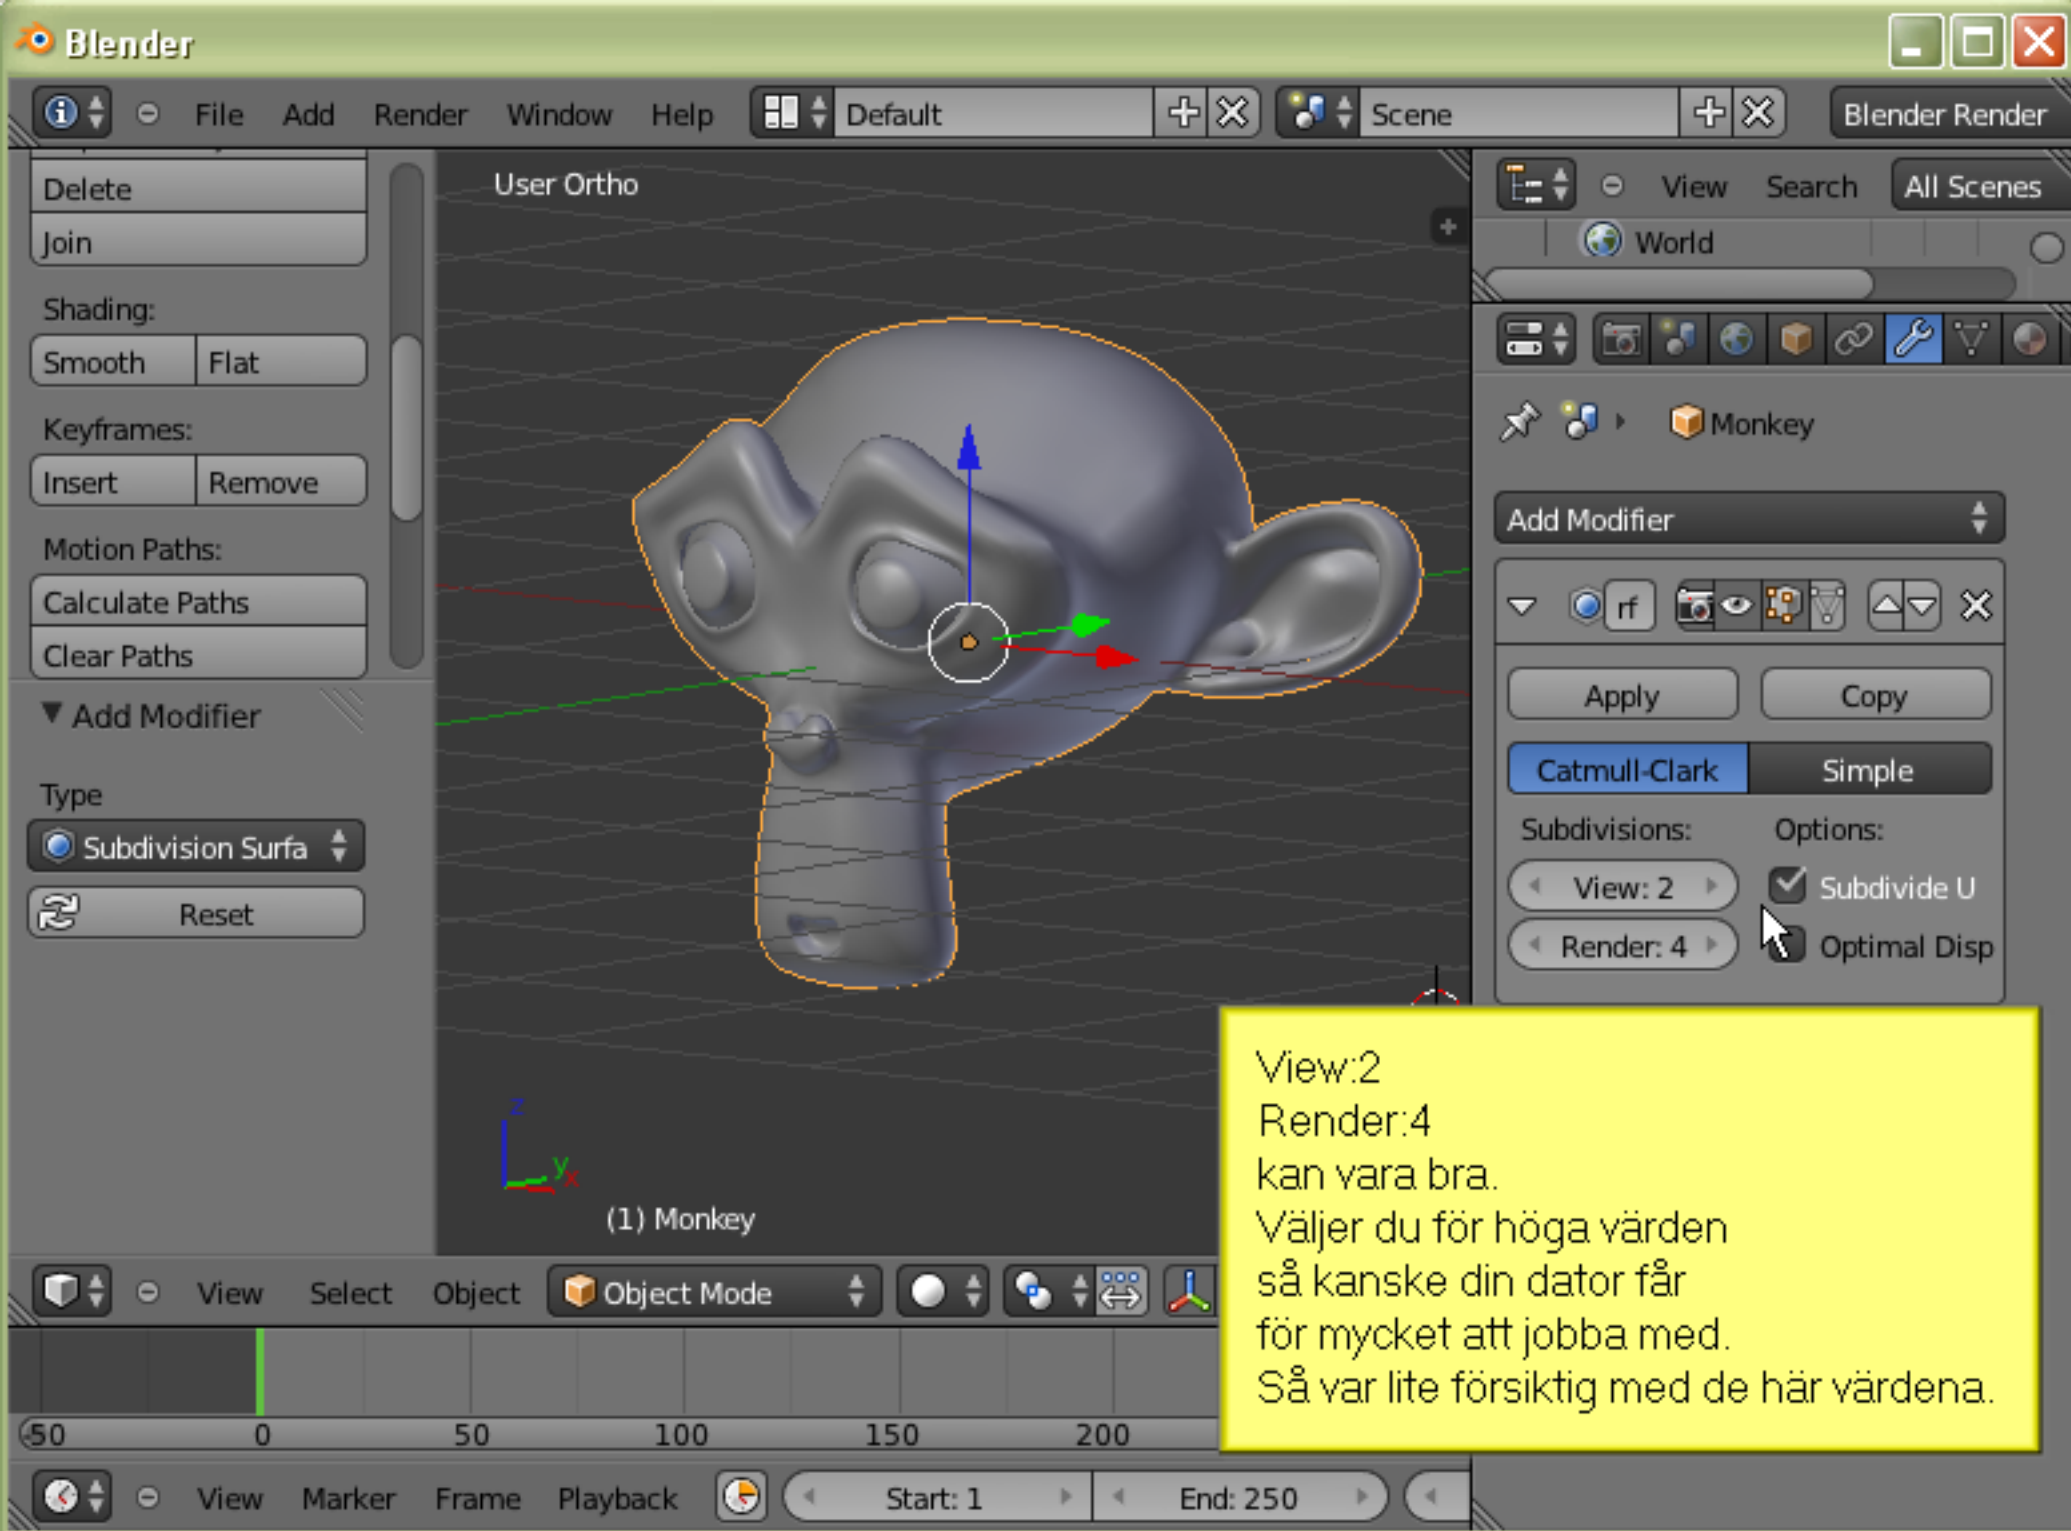 Blender
File Add Render Window Help Default Scene Blender Render
Delete
Join
Shading:
Smooth Flat
Keyframes:
Insert Remove
Motion Paths:
Calculate Paths
Clear Paths
Add Modifier
Type
Subdivision Surfa
Reset
User Ortho
z
y
x
(1) Monkey
View Search All Scenes
World
Monkey
Add Modifier
rf
Apply Copy
Catmull-Clark Simple
Subdivisions: Options:
View: 2 Subdivide U
Render: 4 Optimal Disp
View:2
Render:4
kan vara bra.
Väljer du för höga värden
så kanske din dator får
för mycket att jobba med.
Så var lite försiktig med de här värdena.
View Select Object Object Mode
-50 0 50 100 150 200
View Marker Frame Playback Start: 1 End: 250